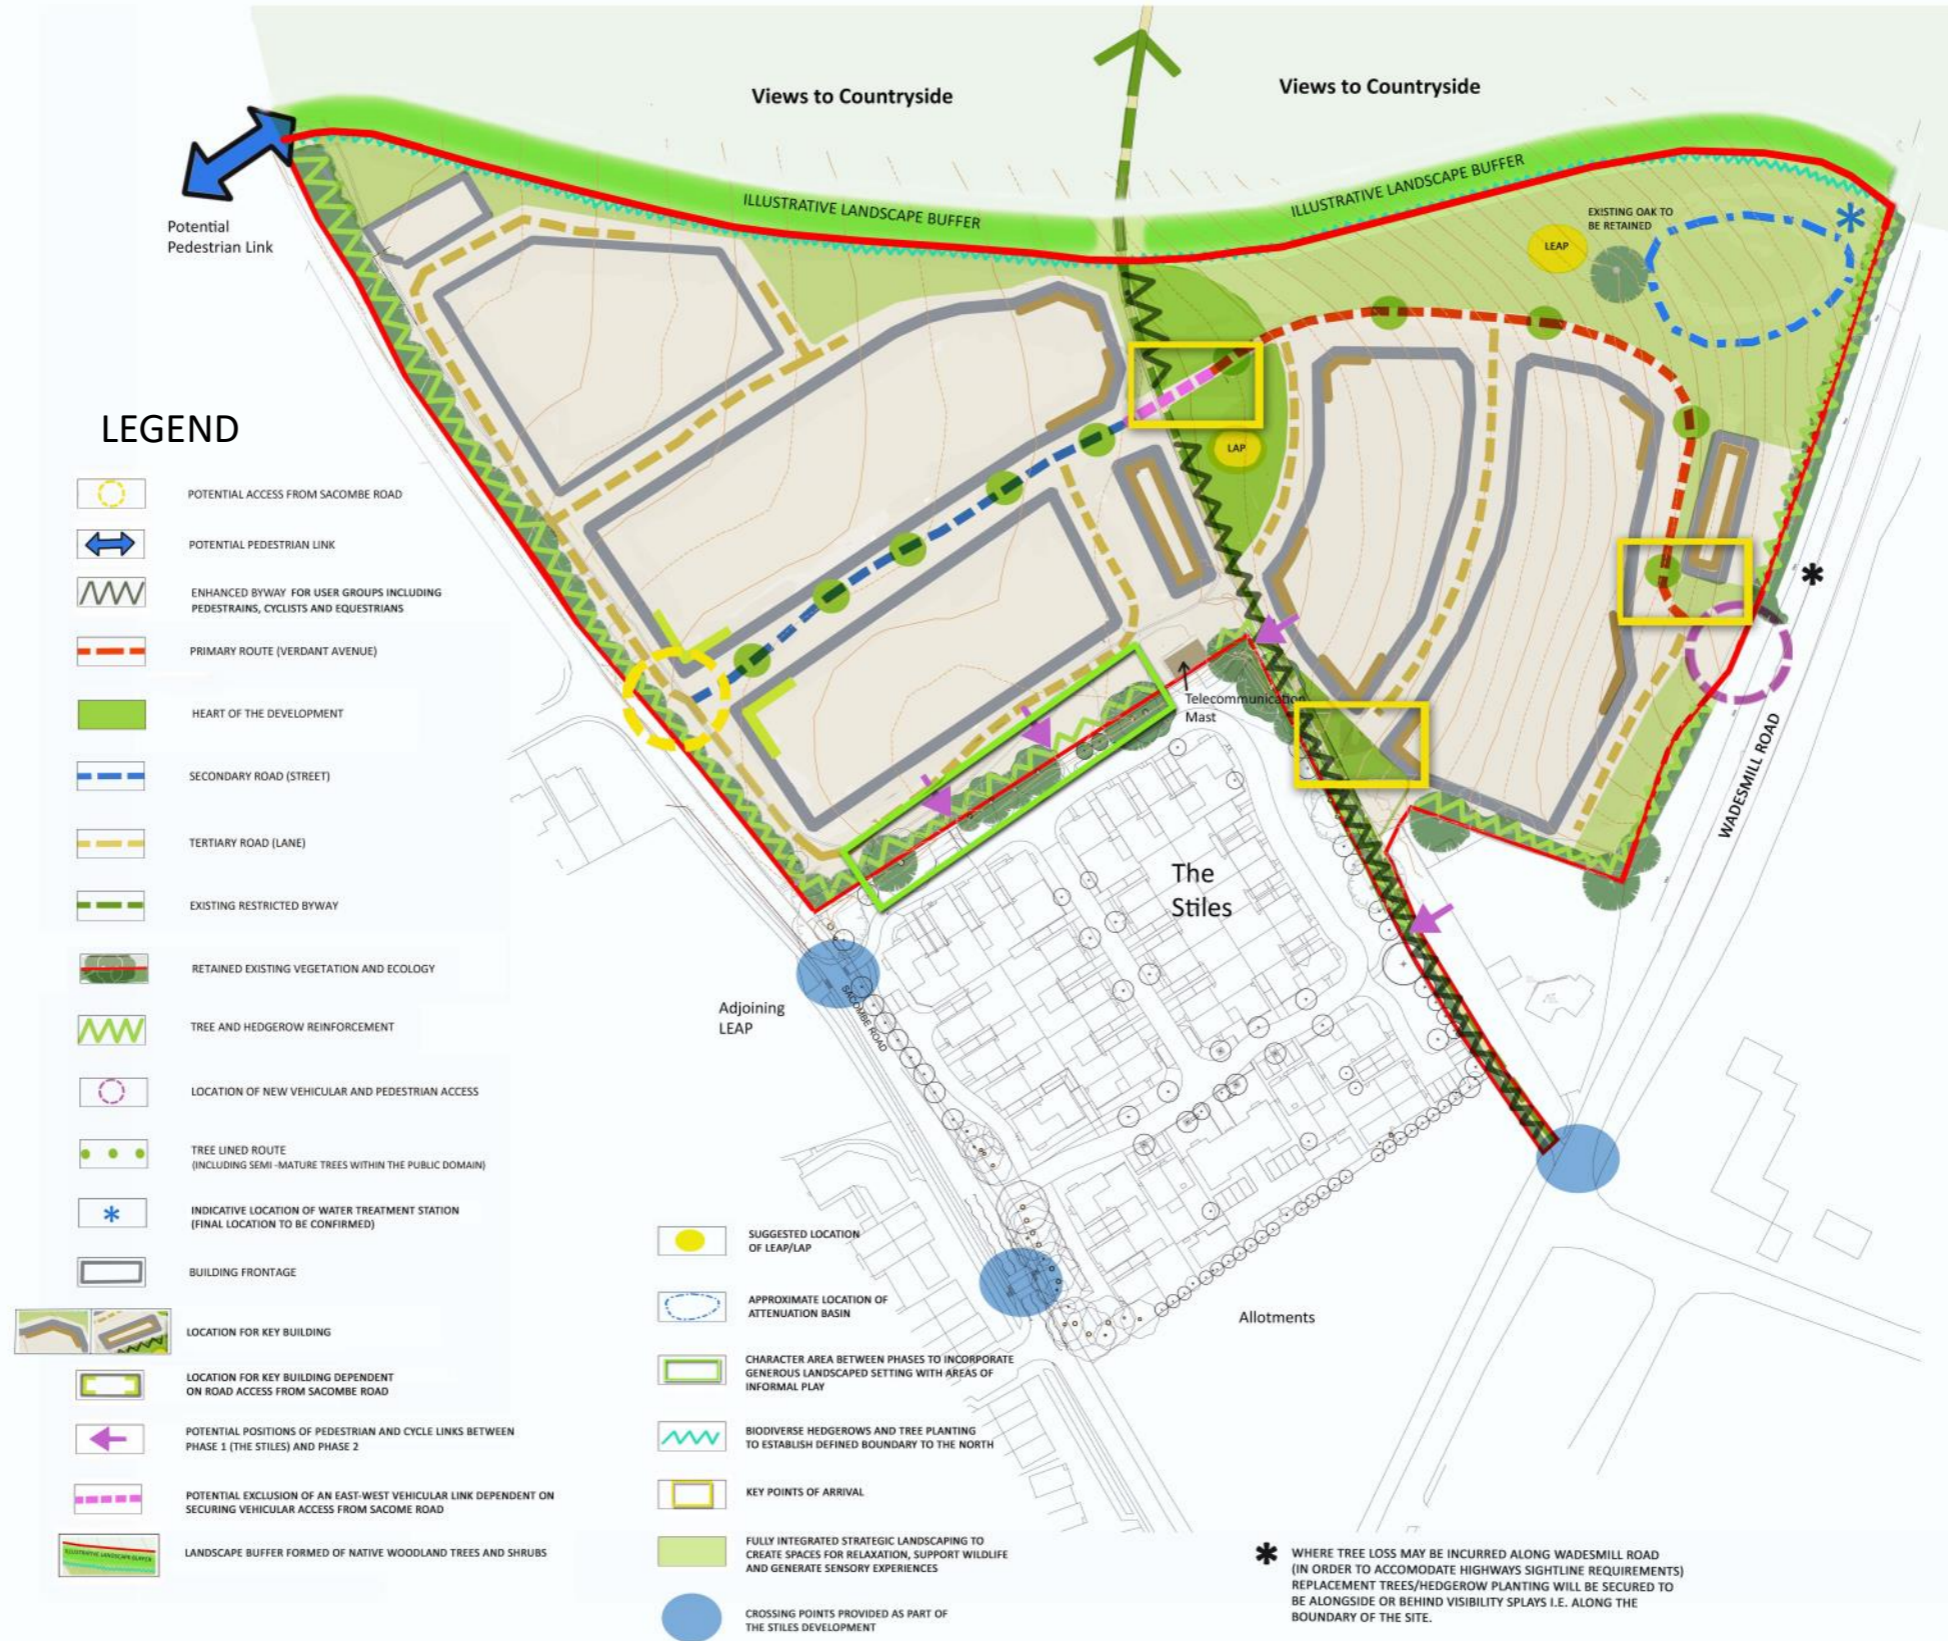 Views to Countryside
Views to Countryside
ILLUSTRATIVE LANDSCAPE BUFFER
ILLUSTRATIVE LANDSCAPE BUFFER
EXISTING OAK TO
BE RETAINED
LEAP
Potential
Pedestrian Link
LAP
*
Telecommunication
Mast
WADESMILL ROAD
The
Stiles
Adjoining
LEAP
SACOMBE ROAD
Allotments
LEGEND
POTENTIAL ACCESS FROM SACOMBE ROAD
POTENTIAL PEDESTRIAN LINK
ENHANCED BYWAY FOR USER GROUPS INCLUDING
PEDESTRAINS, CYCLISTS AND EQUESTRIANS
PRIMARY ROUTE (VERDANT AVENUE)
HEART OF THE DEVELOPMENT
SECONDARY ROAD (STREET)
TERTIARY ROAD (LANE)
EXISTING RESTRICTED BYWAY
RETAINED EXISTING VEGETATION AND ECOLOGY
TREE AND HEDGEROW REINFORCEMENT
LOCATION OF NEW VEHICULAR AND PEDESTRIAN ACCESS
TREE LINED ROUTE
(INCLUDING SEMI -MATURE TREES WITHIN THE PUBLIC DOMAIN)
INDICATIVE LOCATION OF WATER TREATMENT STATION
(FINAL LOCATION TO BE CONFIRMED)
BUILDING FRONTAGE
LOCATION FOR KEY BUILDING
LOCATION FOR KEY BUILDING DEPENDENT
ON ROAD ACCESS FROM SACOMBE ROAD
POTENTIAL POSITIONS OF PEDESTRIAN AND CYCLE LINKS BETWEEN
PHASE 1 (THE STILES) AND PHASE 2
POTENTIAL EXCLUSION OF AN EAST-WEST VEHICULAR LINK DEPENDENT ON
SECURING VEHICULAR ACCESS FROM SACOME ROAD
ILLUSTRATIVE LANDSCAPE BUFFER
LANDSCAPE BUFFER FORMED OF NATIVE WOODLAND TREES AND SHRUBS
SUGGESTED LOCATION
OF LEAP/LAP
APPROXIMATE LOCATION OF
ATTENUATION BASIN
CHARACTER AREA BETWEEN PHASES TO INCORPORATE
GENEROUS LANDSCAPED SETTING WITH AREAS OF
INFORMAL PLAY
BIODIVERSE HEDGEROWS AND TREE PLANTING
TO ESTABLISH DEFINED BOUNDARY TO THE NORTH
KEY POINTS OF ARRIVAL
FULLY INTEGRATED STRATEGIC LANDSCAPING TO
CREATE SPACES FOR RELAXATION, SUPPORT WILDLIFE
AND GENERATE SENSORY EXPERIENCES
CROSSING POINTS PROVIDED AS PART OF
THE STILES DEVELOPMENT
* WHERE TREE LOSS MAY BE INCURRED ALONG WADESMILL ROAD
(IN ORDER TO ACCOMODATE HIGHWAYS SIGHTLINE REQUIREMENTS)
REPLACEMENT TREES/HEDGEROW PLANTING WILL BE SECURED TO
BE ALONGSIDE OR BEHIND VISIBILITY SPLAYS I.E. ALONG THE
BOUNDARY OF THE SITE.